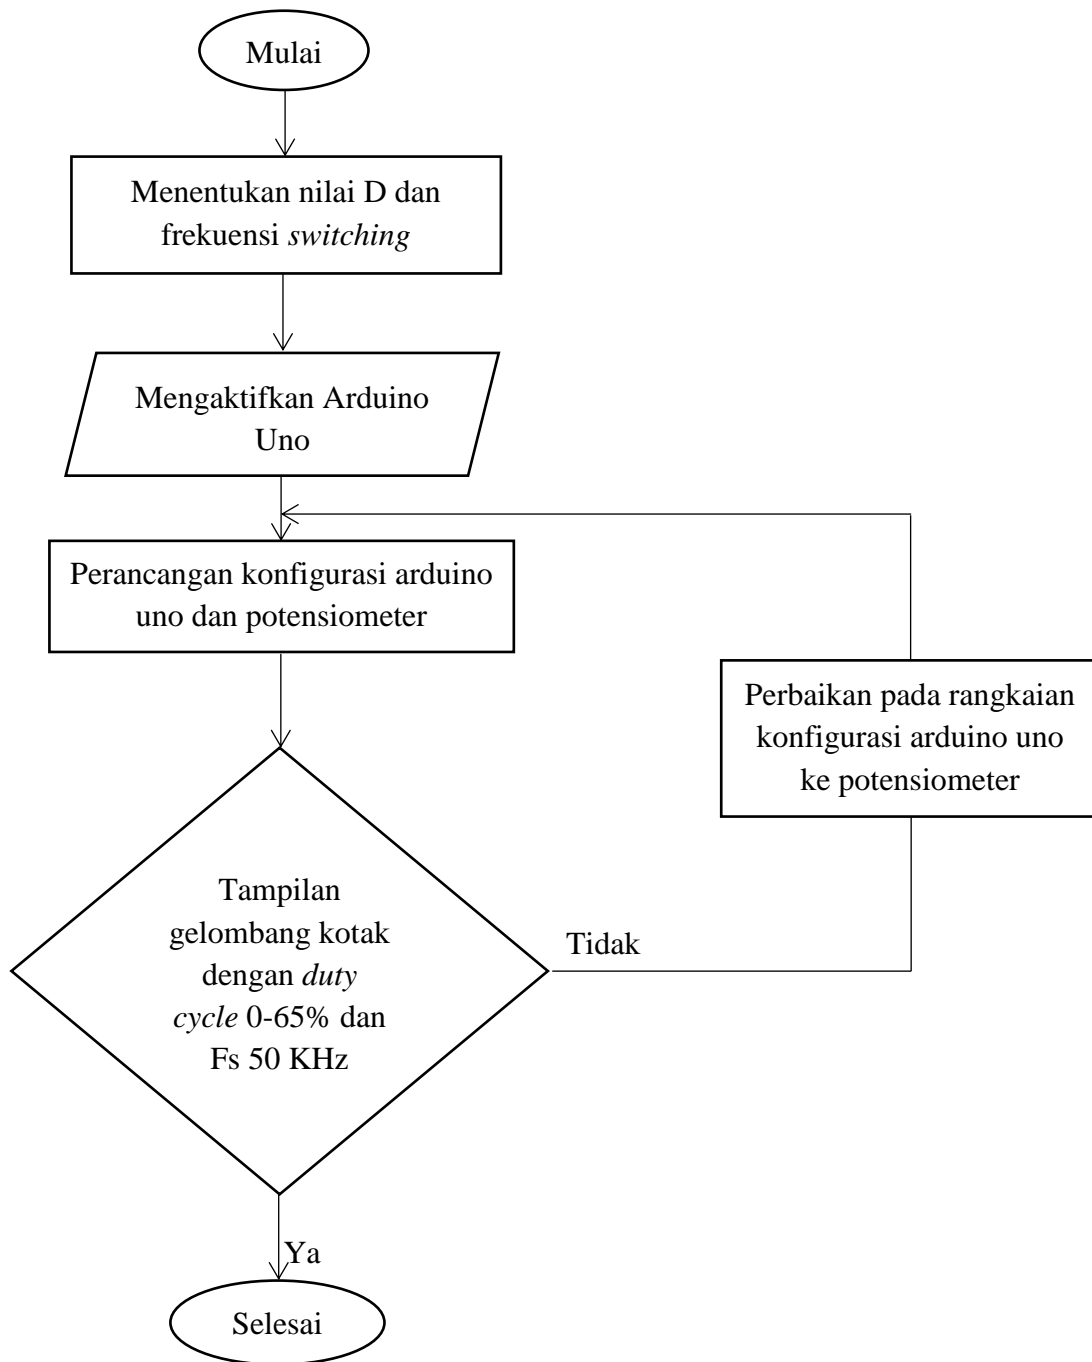 Mulai
Menentukan nilai D dan
frekuensi switching
Mengaktifkan Arduino
Uno
Perancangan konfigurasi arduino
uno dan potensiometer
Perbaikan pada rangkaian
konfigurasi arduino uno
ke potensiometer
Tampilan
gelombang kotak
dengan duty
cycle 0-65% dan
Fs 50 KHz
Tidak
Ya
Selesai